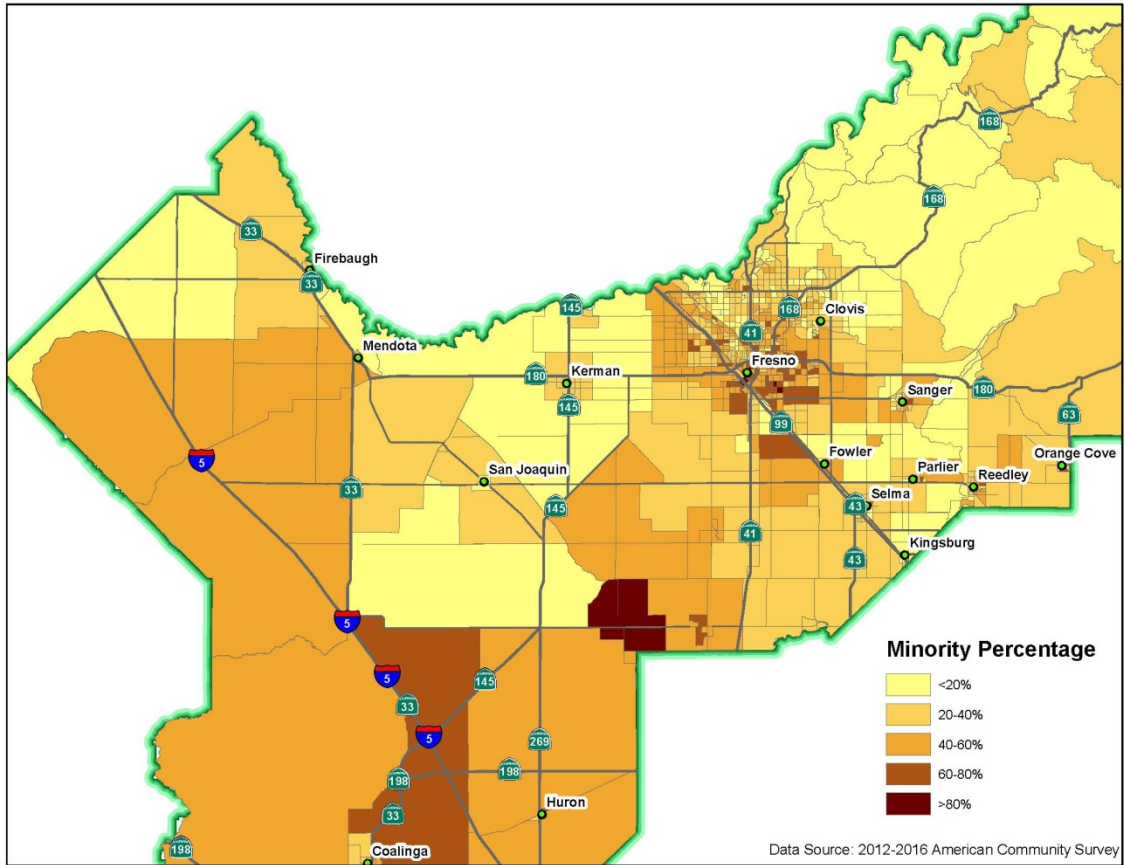 168
168
33
Firebaugh
33
145
168
Clovis
41
Mendota
Fresno
180
Kerman
180
145
Sanger
63
99
5
Fowler
Orange Cove
Parlier
San Joaquin
Reedley
33
Selma
145
43
41
Kingsburg
43
5
Minority Percentage
5
145
<20%
33
20-40%
5
269
40-60%
198
198
60-80%
33
Huron
>80%
198
Coalinga
Data Source: 2012-2016 American Community Survey